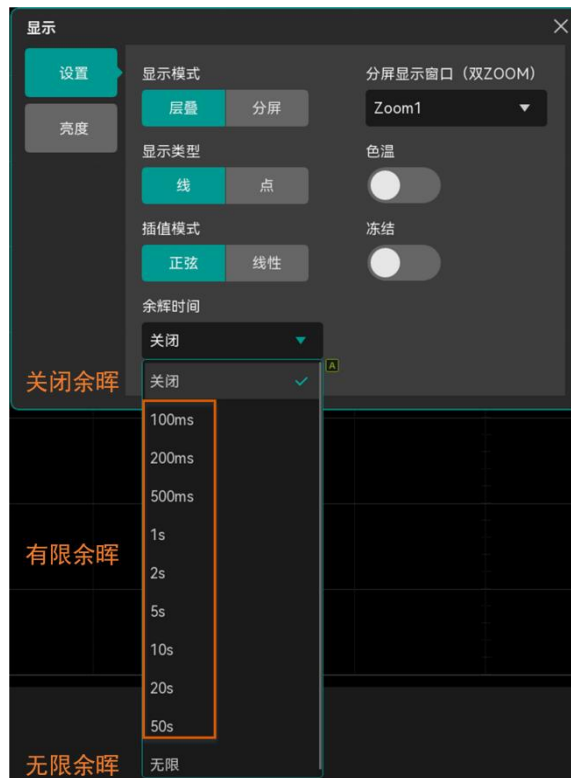 显示
设置
亮度
显示模式
层叠 分屏
分屏显示窗口（双ZOOM）
Zoom1
显示类型
线 点
色温
插值模式
正弦 线性
冻结
余辉时间
关闭
A
关闭余晖
关闭
100ms
200ms
500ms
1s
有限余晖
2s
5s
10s
20s
50s
无限余晖
无限